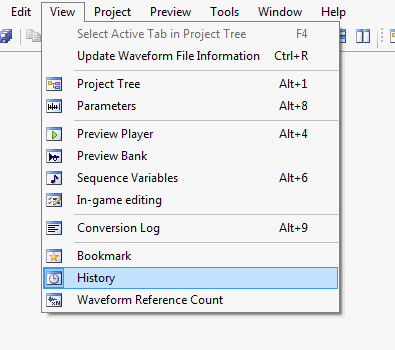 Edit View Project Preview Tools Window Help
Select Active Tab in Project Tree F4
Update Waveform File Information Ctrl+R
Project Tree Alt+1
Parameters Alt+8
Preview Player Alt+4
Preview Bank
Sequence Variables Alt+6
In-game editing
Conversion Log Alt+9
Bookmark
History
Waveform Reference Count